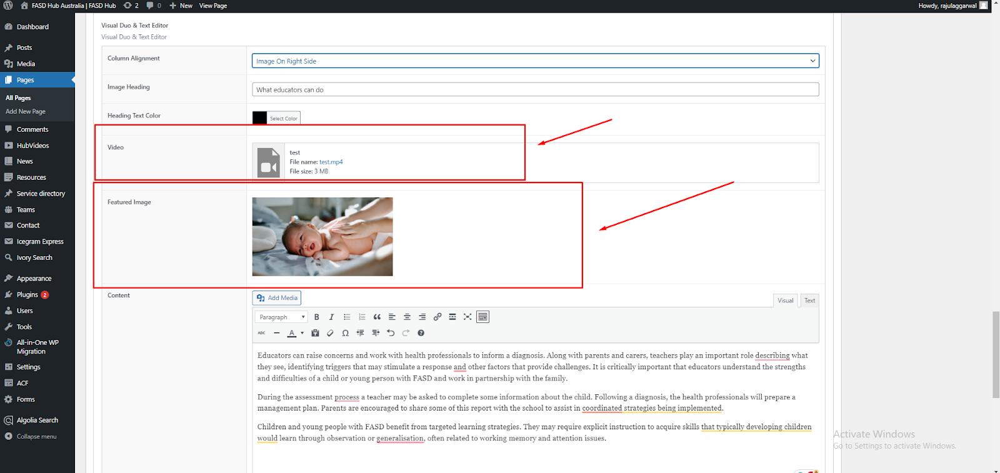 FASD Hub Australia | FASD Hub 2 0 New View Page Howdy, rajulaggarwal
Dashboard
Posts
Media
Pages
All Pages
Add New Page
Comments
HubVideos
News
Resources
Service directory
Teams
Contact
Icegram Express
Ivory Search
Appearance
Plugins 2
Users
Tools
All-in-One WP
Migration
Settings
ACF
Forms
Algolia Search
Collapse menu
Visual Duo & Text Editor
Visual Duo & Text Editor
Column Alignment
Image On Right Side
Image Heading
What educators can do
Heading Text Color
Select Color
Video
test
File name: test.mp4
File size: 3 MB
Featured Image
Content
Add Media
Visual Text
Paragraph
ABC
Educators can raise concerns and work with health professionals to inform a diagnosis. Along with parents and carers, teachers play an important role describing what
they see, identifying triggers that may stimulate a response and other factors that provide challenges. It is critically important that educators understand the strengths
and difficulties of a child or young person with FASD and work in partnership with the family.
During the assessment process a teacher may be asked to complete some information about the child. Following a diagnosis, the health professionals will prepare a
management plan. Parents are encouraged to share some of this report with the school to assist in coordinated strategies being implemented.
Children and young people with FASD benefit from targeted learning strategies. They may require explicit instruction to acquire skills that typically developing children
would learn through observation or generalisation, often related to working memory and attention issues.
Activate Windows
Go to Settings to activate Windows.